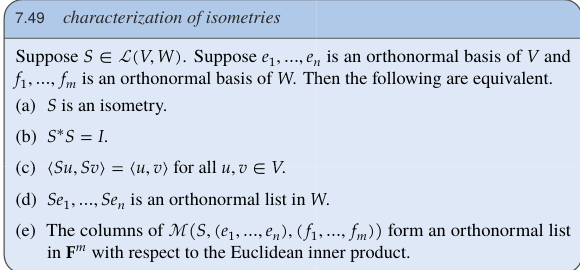 7.49 characterization of isometries
Suppose S ∈ ℒ(V, W). Suppose e₁, ..., eₙ is an orthonormal basis of V and
f₁, ..., fₘ is an orthonormal basis of W. Then the following are equivalent.
(a) S is an isometry.
(b) S*S = I.
(c) ⟨Su, Sv⟩ = ⟨u, v⟩ for all u, v ∈ V.
(d) Se₁, ..., Seₙ is an orthonormal list in W.
(e) The columns of ℳ(S, (e₁, ..., eₙ), (f₁, ..., fₘ)) form an orthonormal list
in 𝐅ᵐ with respect to the Euclidean inner product.